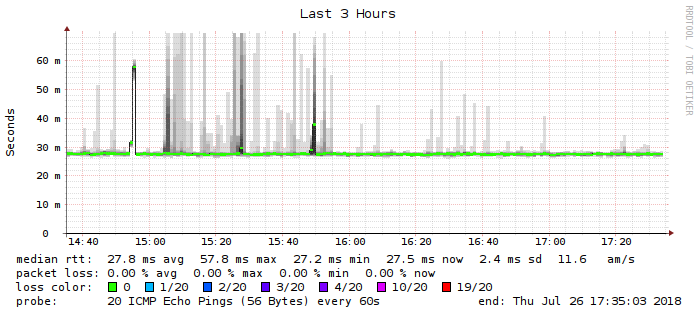 Last 3 Hours
RRDTOOL / TOBI OETIKER
Seconds
60 m
50 m
40 m
30 m
20 m
10 m
0
14:40 15:00 15:20 15:40 16:00 16:20 16:40 17:00 17:20
median rtt: 27.8 ms avg 57.8 ms max 27.2 ms min 27.5 ms now 2.4 ms sd 11.6 am/s
packet loss: 0.00 % avg 0.00 % max 0.00 % min 0.00 % now
loss color: 0 1/20 2/20 3/20 4/20 10/20 19/20
probe: 20 ICMP Echo Pings (56 Bytes) every 60s end: Thu Jul 26 17:35:03 2018